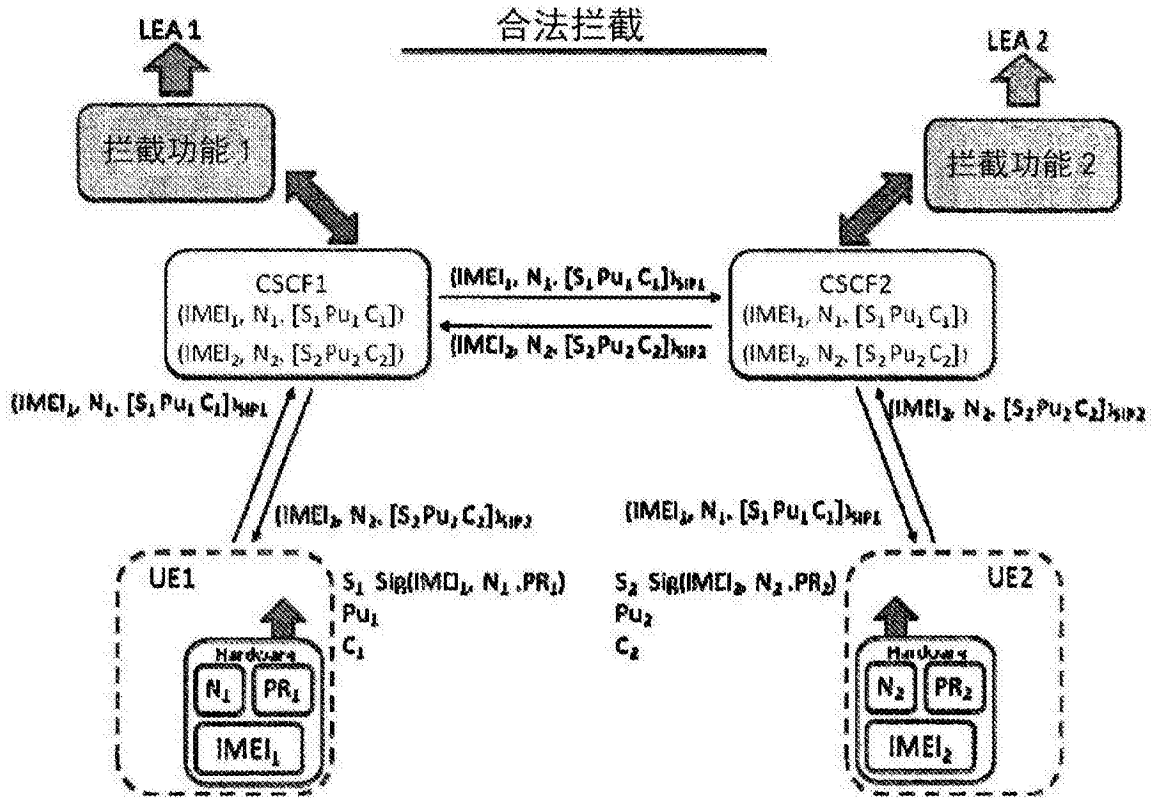 合法拦截
LEA 1
LEA 2
拦截功能 1
拦截功能 2
CSCF1
(IMEI₁, N₁. [S₁ Pu₁ C₁])
(IMEI₂, N₂. [S₂ Pu₂ C₂])
(IMEI₁, N₁. [S₁ Pu₁ C₁])SIP1
(IMEI₂, N₂. [S₂ Pu₂ C₂])SIP2
CSCF2
(IMEI₁, N₁. [S₁ Pu₁ C₁])
(IMEI₂, N₂. [S₂ Pu₂ C₂])
(IMEI₁, N₁. [S₁ Pu₁ C₁])SIP1
(IMEI₂, N₂. [S₂ Pu₂ C₂])SIP2
(IMEI₂, N₂. [S₂ Pu₂ C₂])SIP2
(IMEI₁, N₁. [S₁ Pu₁ C₁])SIP1
UE1
S₁ Sig(IMEI₁, N₁ .PR₁)
Pu₁
C₁
Hardware
N₁
PR₁
IMEI₁
S₂ Sig(IMEI₂, N₂ .PR₂)
Pu₂
C₂
UE2
Hardware
N₂
PR₂
IMEI₂